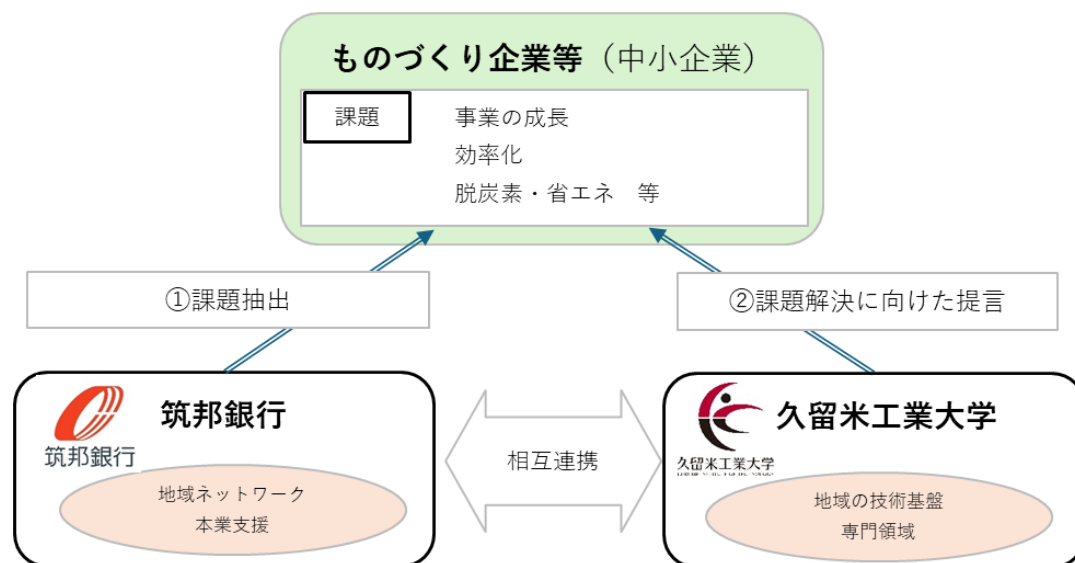 ものづくり企業等（中小企業）
課題
事業の成長
効率化
脱炭素・省エネ　等
①課題抽出
②課題解決に向けた提言
筑邦銀行
筑邦銀行
地域ネットワーク
本業支援
相互連携
久留米工業大学
久留米工業大学
地域の技術基盤
専門領域